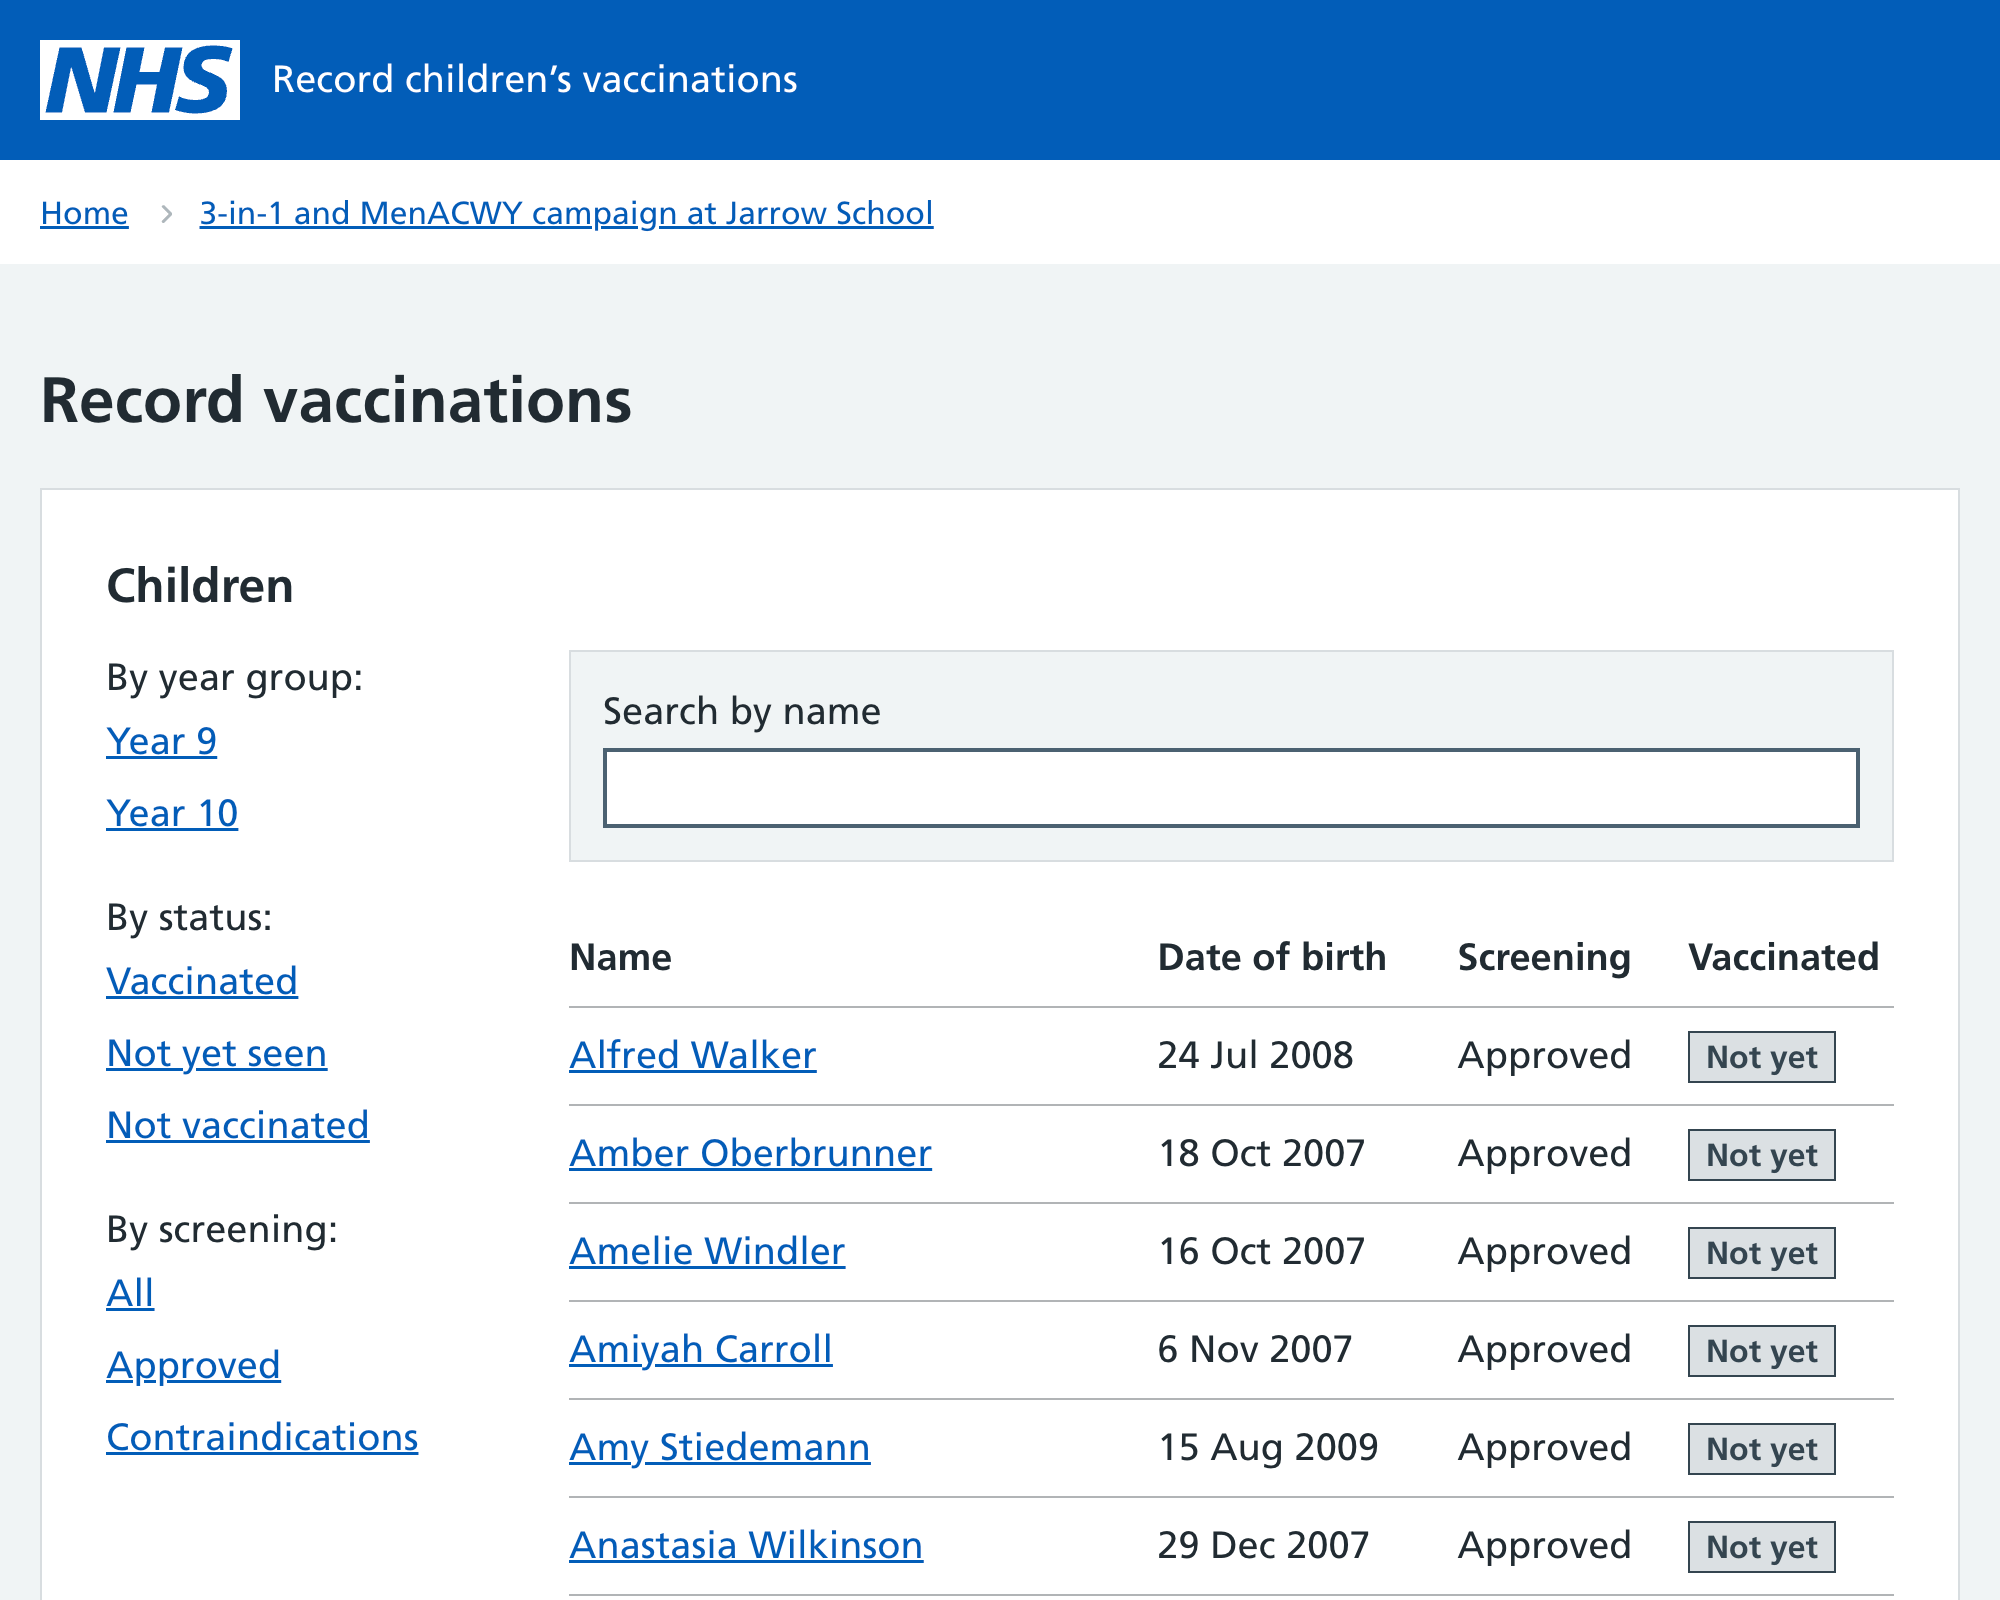 NHS Record children’s vaccinations
Home > 3-in-1 and MenACWY campaign at Jarrow School
Record vaccinations
Children
By year group:
Year 9
Year 10
By status:
Vaccinated
Not yet seen
Not vaccinated
By screening:
All
Approved
Contraindications
Search by name
Name Date of birth Screening Vaccinated
Alfred Walker 24 Jul 2008 Approved Not yet
Amber Oberbrunner 18 Oct 2007 Approved Not yet
Amelie Windler 16 Oct 2007 Approved Not yet
Amiyah Carroll 6 Nov 2007 Approved Not yet
Amy Stiedemann 15 Aug 2009 Approved Not yet
Anastasia Wilkinson 29 Dec 2007 Approved Not yet